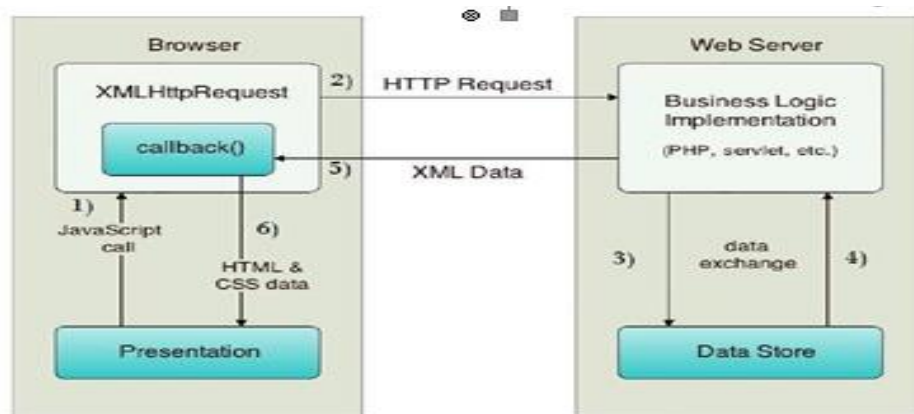 Browser
XMLHttpRequest
callback()
1)
JavaScript
call
6)
HTML &
CSS data
Presentation
2)
HTTP Request
5)
XML Data
Web Server
Business Logic
Implementation
(PHP, servlet, etc.)
3)
data
exchange
4)
Data Store